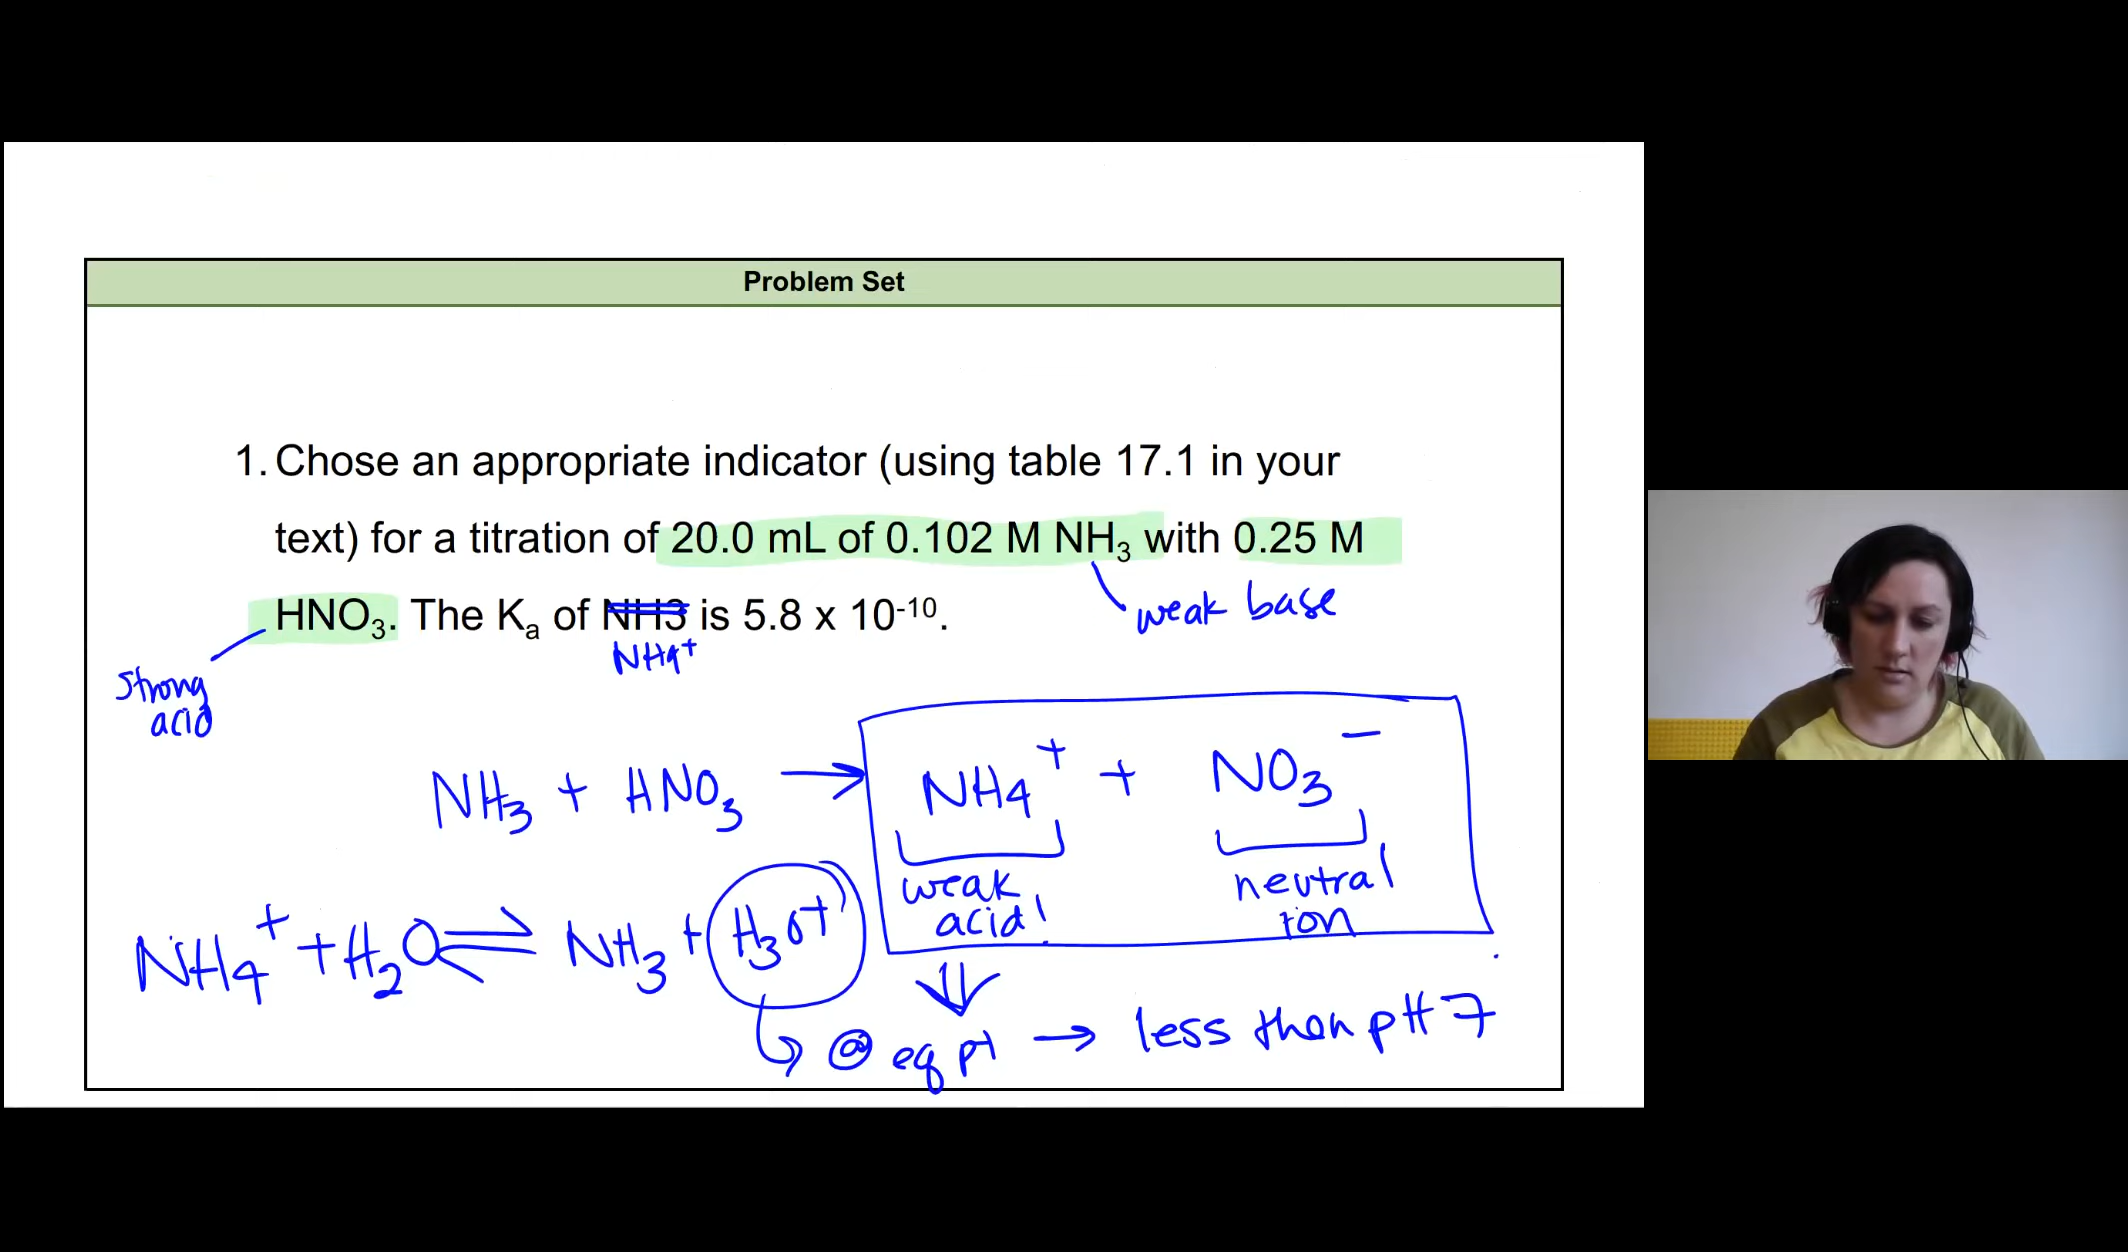 Problem Set
1. Chose an appropriate indicator (using table 17.1 in your
text) for a titration of 20.0 mL of 0.102 M NH₃ with 0.25 M
weak base
HNO₃. The Kₐ of NH3 is 5.8 x 10⁻¹⁰.
NH4⁺
strong
acid
NH₃ + HNO₃ → NH4⁺ + NO₃⁻
weak
acid!
neutral
ion
NH₄⁺ + H₂O ⇌ NH₃ + H₃O⁺
@ eq pt → less than pH 7